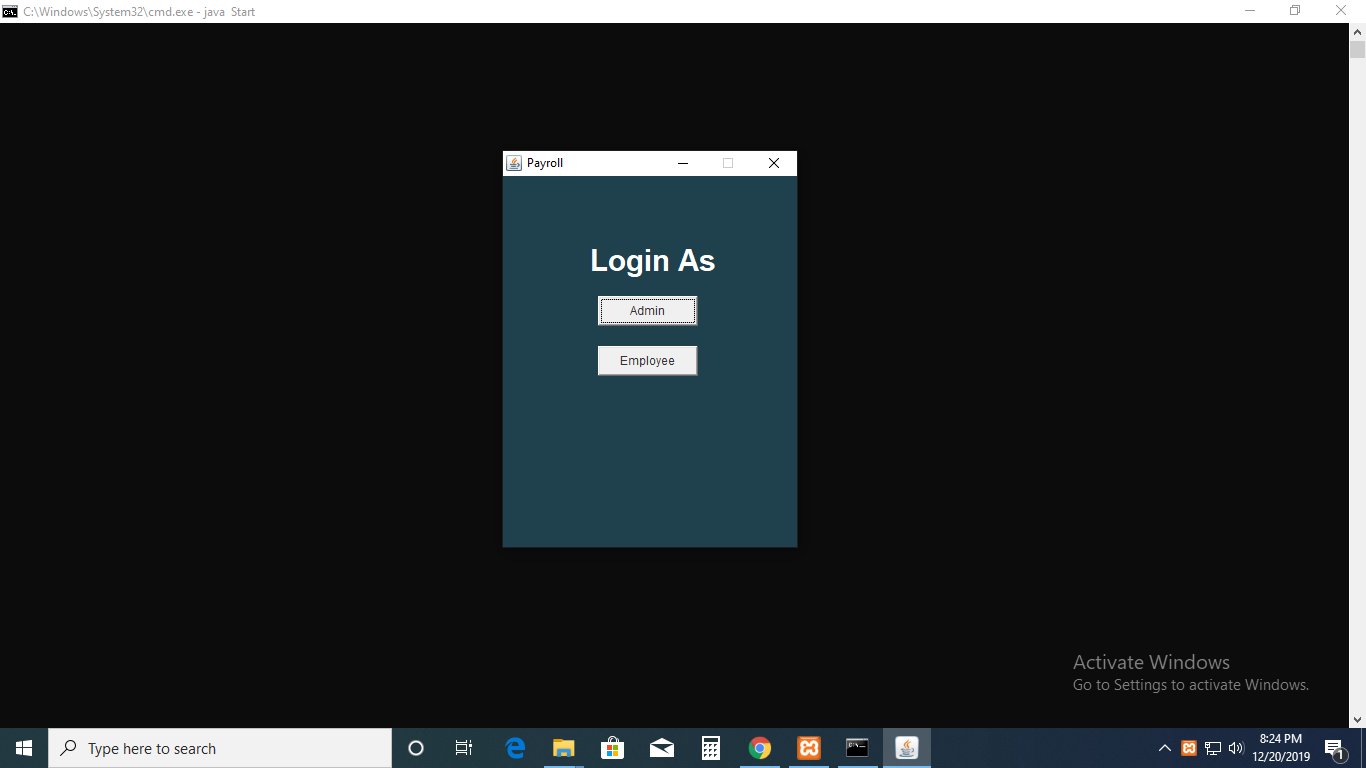 C:\Windows\System32\cmd.exe - java  Start
Payroll
Login As
Admin
Employee
Activate Windows
Go to Settings to activate Windows.
Type here to search
8:24 PM
12/20/2019
1